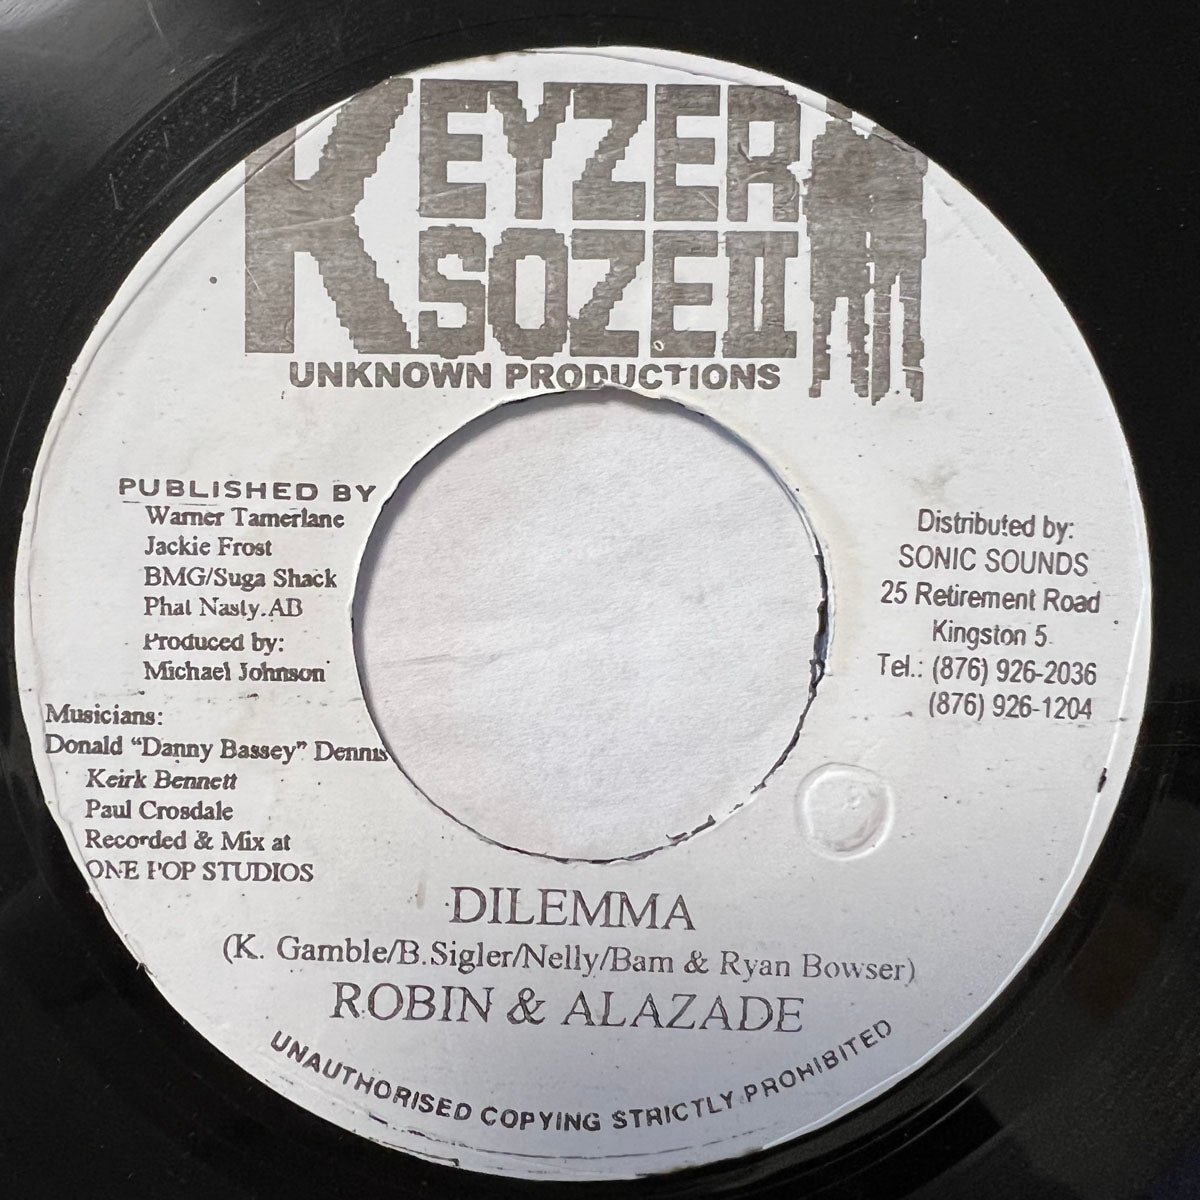 KEYZER
SOZE II
UNKNOWN PRODUCTIONS
PUBLISHED BY
Warner Tamerlane
Jackie Frost
BMG/Suga Shack
Phat Nasty.AB
Produced by:
Michael Johnson
Musicians:
Donald “Danny Bassey” Dennis
Keirk Bennett
Paul Crosdale
Recorded & Mix at
ONE POP STUDIOS
Distributed by:
SONIC SOUNDS
25 Retirement Road
Kingston 5
Tel.: (876) 926-2036
(876) 926-1204
DILEMMA
(K. Gamble/B.Sigler/Nelly/Bam & Ryan Bowser)
ROBIN & ALAZADE
UNAUTHORISED COPYING STRICTLY PROHIBITED